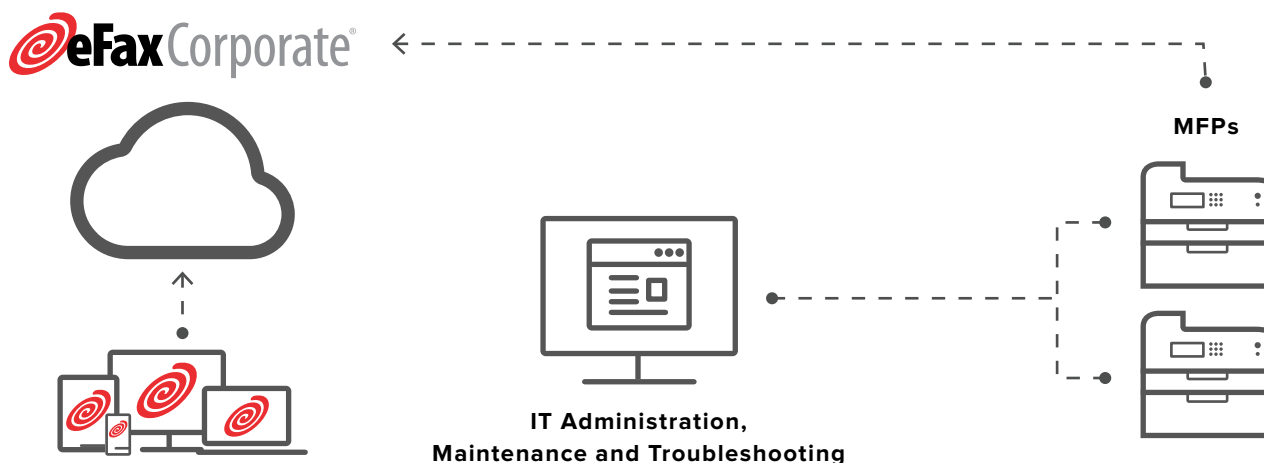 eFax Corporate®
MFPs
IT Administration,
Maintenance and Troubleshooting